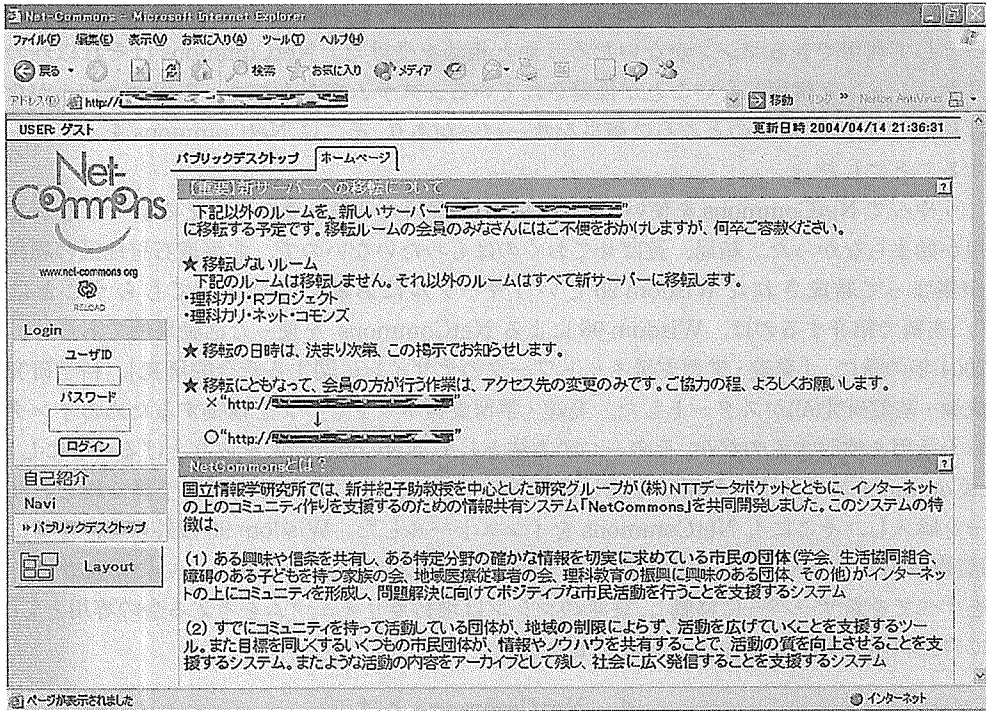 Net-Commons - Microsoft Internet Explorer
ファイル(F) 編集(E) 表示(V) お気に入り(A) ツール(T) ヘルプ(H)
戻る 検索 お気に入り メディア
アドレス(D) http:// 移動 リンク » Norton AntiVirus
USER: ゲスト 更新日時 2004/04/14 21:36:31
Net-Commons
www.net-commons.org
RELOAD
Login
ユーザID
パスワード
ログイン
自己紹介
Navi
»パブリックデスクトップ
Layout
パブリックデスクトップ ホームページ
【重要】新サーバーへの移転について ?
下記以外のルームを、新しいサーバー“ ”
に移転する予定です。移転ルームの会員のみなさんにはご不便をおかけしますが、何卒ご容赦ください。
★ 移転しないルーム
下記のルームは移転しません。それ以外のルームはすべて新サーバーに移転します。
・理科カリ・Rプロジェクト
・理科カリ・ネット・コモンズ
★ 移転の日時は、決まり次第、この掲示でお知らせします。
★ 移転にともなって、会員の方が行う作業は、アクセス先の変更のみです。ご協力の程、よろしくお願いします。
×“http:// ”
↓
○“http:// ”
NetCommonsとは? ?
国立情報学研究所では、新井紀子助教授を中心とした研究グループが(株)NTTデータポケットとともに、インターネット
の上のコミュニティ作りを支援するのための情報共有システム「NetCommons」を共同開発しました。このシステムの特
徴は、
(1) ある興味や信条を共有し、ある特定分野の確かな情報を切実に求めている市民の団体(学会、生活協同組合、
障碍のある子どもを持つ家族の会、地域医療従事者の会、理科教育の振興に興味のある団体、その他)がインターネッ
トの上にコミュニティを形成し、問題解決に向けてポジティブな市民活動を行うことを支援するシステム
(2) すでにコミュニティを持って活動している団体が、地域の制限によらず、活動を広げていくことを支援するツー
ル。また目標を同じくするいくつもの市民団体が、情報やノウハウを共有することで、活動の質を向上させることを支
援するシステム。またような活動の内容をアーカイブとして残し、社会に広く発信することを支援するシステム
ページが表示されました インターネット